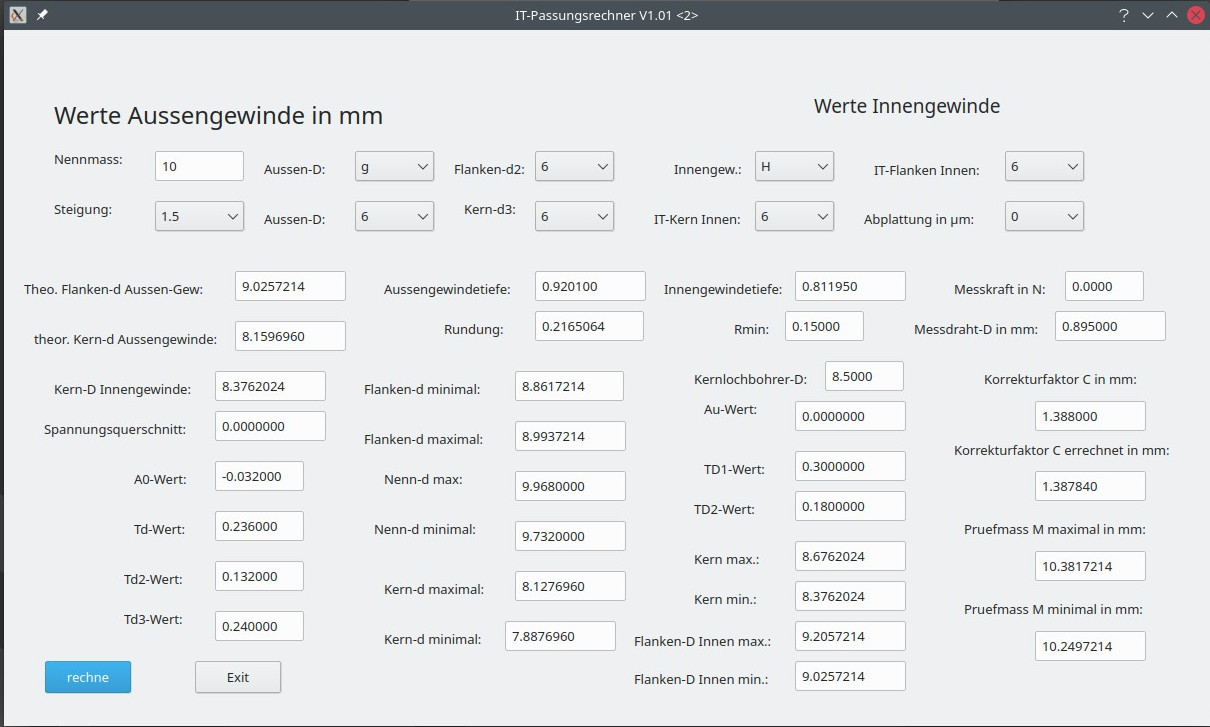 IT-Passungsrechner V1.01 <2>
Werte Aussengewinde in mm
Werte Innengewinde
Nennmass: 10 Aussen-D: g Flanken-d2: 6 Innengew.: H IT-Flanken Innen: 6
Steigung: 1.5 Aussen-D: 6 Kern-d3: 6 IT-Kern Innen: 6 Abplattung in µm: 0
Theo. Flanken-d Aussen-Gew: 9.0257214 Aussengewindetiefe: 0.920100 Innengewindetiefe: 0.811950 Messkraft in N: 0.0000
theor. Kern-d Aussengewinde: 8.1596960 Rundung: 0.2165064 Rmin: 0.15000 Messdraht-D in mm: 0.895000
Kern-D Innengewinde: 8.3762024 Flanken-d minimal: 8.8617214 Kernlochbohrer-D: 8.5000 Korrekturfaktor C in mm:
Spannungsquerschnitt: 0.0000000 Flanken-d maximal: 8.9937214 Au-Wert: 0.0000000 1.388000
Korrekturfaktor C errechnet in mm:
A0-Wert: -0.032000 Nenn-d max: 9.9680000 TD1-Wert: 0.3000000 1.387840
Td-Wert: 0.236000 Nenn-d minimal: 9.7320000 TD2-Wert: 0.1800000 Pruefmass M maximal in mm:
Td2-Wert: 0.132000 Kern-d maximal: 8.1276960 Kern max.: 8.6762024 10.3817214
Td3-Wert: 0.240000 Kern-d minimal: 7.8876960 Kern min.: 8.3762024 Pruefmass M minimal in mm:
Flanken-D Innen max.: 9.2057214 10.2497214
rechne Exit Flanken-D Innen min.: 9.0257214